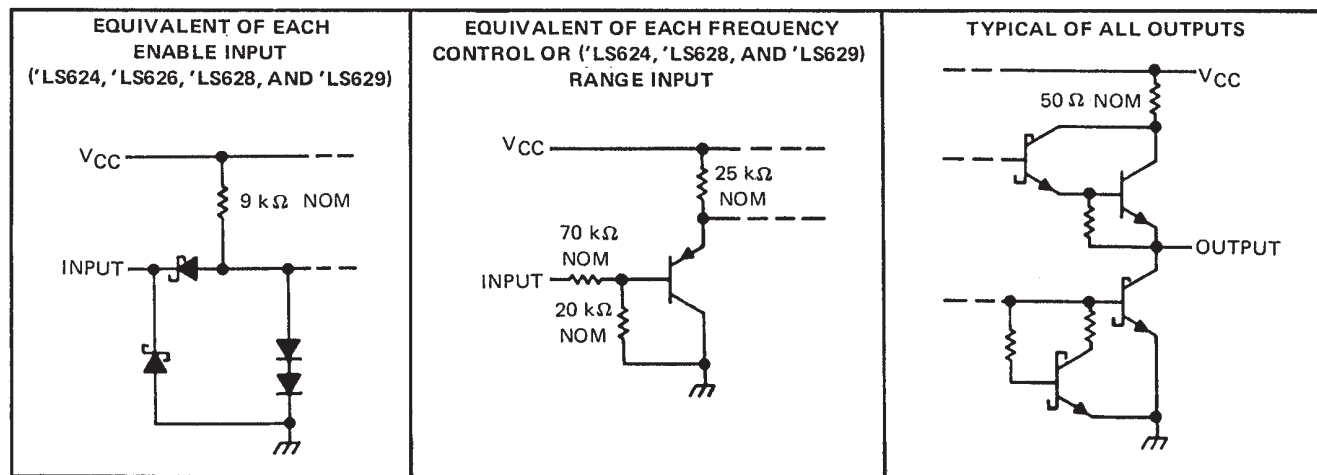 EQUIVALENT OF EACH
ENABLE INPUT
('LS624, 'LS626, 'LS628, AND 'LS629)
VCC
9 kΩ NOM
INPUT
EQUIVALENT OF EACH FREQUENCY
CONTROL OR ('LS624, 'LS628, AND 'LS629)
RANGE INPUT
VCC
25 kΩ
NOM
70 kΩ
NOM
INPUT
20 kΩ
NOM
TYPICAL OF ALL OUTPUTS
VCC
50 Ω NOM
OUTPUT